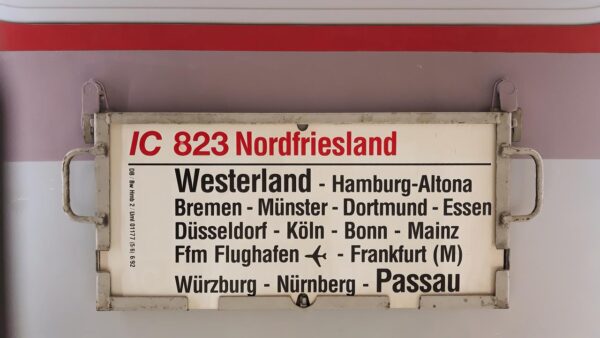 IC 823 Nordfriesland
Westerland - Hamburg-Altona
Bremen - Münster - Dortmund - Essen
Düsseldorf - Köln - Bonn - Mainz
Ffm Flughafen ✈ - Frankfurt (M)
Würzburg - Nürnberg - Passau